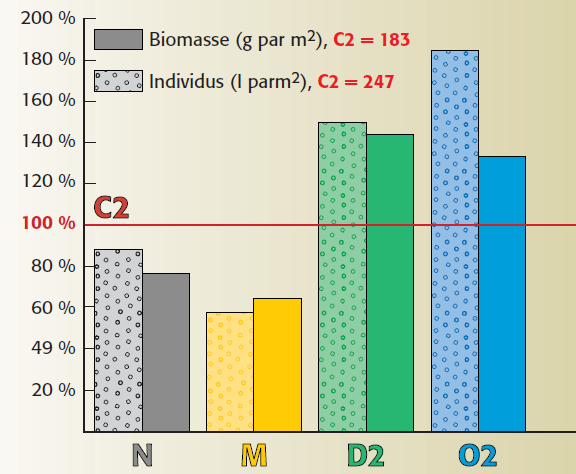 200 %
Biomasse (g par m²), C2 = 183
180 %
Individus (I parm²), C2 = 247
160 %
140 %
120 %
C2
100 %
80 %
60 %
49 %
20 %
N M D2 O2